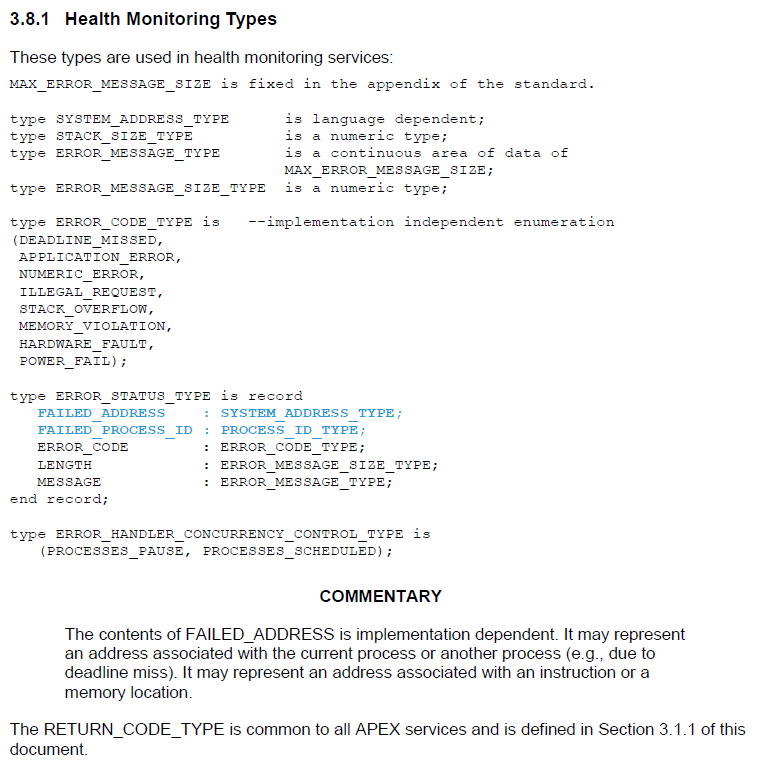 3.8.1 Health Monitoring Types
These types are used in health monitoring services:
MAX_ERROR_MESSAGE_SIZE is fixed in the appendix of the standard.
type SYSTEM_ADDRESS_TYPE is language dependent;
type STACK_SIZE_TYPE is a numeric type;
type ERROR_MESSAGE_TYPE is a continuous area of data of
MAX_ERROR_MESSAGE_SIZE;
type ERROR_MESSAGE_SIZE_TYPE is a numeric type;
type ERROR_CODE_TYPE is --implementation independent enumeration
(DEADLINE_MISSED,
APPLICATION_ERROR,
NUMERIC_ERROR,
ILLEGAL_REQUEST,
STACK_OVERFLOW,
MEMORY_VIOLATION,
HARDWARE_FAULT,
POWER_FAIL);
type ERROR_STATUS_TYPE is record
FAILED_ADDRESS : SYSTEM_ADDRESS_TYPE;
FAILED_PROCESS_ID : PROCESS_ID_TYPE;
ERROR_CODE : ERROR_CODE_TYPE;
LENGTH : ERROR_MESSAGE_SIZE_TYPE;
MESSAGE : ERROR_MESSAGE_TYPE;
end record;
type ERROR_HANDLER_CONCURRENCY_CONTROL_TYPE is
(PROCESSES_PAUSE, PROCESSES_SCHEDULED);
COMMENTARY
The contents of FAILED_ADDRESS is implementation dependent. It may represent
an address associated with the current process or another process (e.g., due to
deadline miss). It may represent an address associated with an instruction or a
memory location.
The RETURN_CODE_TYPE is common to all APEX services and is defined in Section 3.1.1 of this
document.